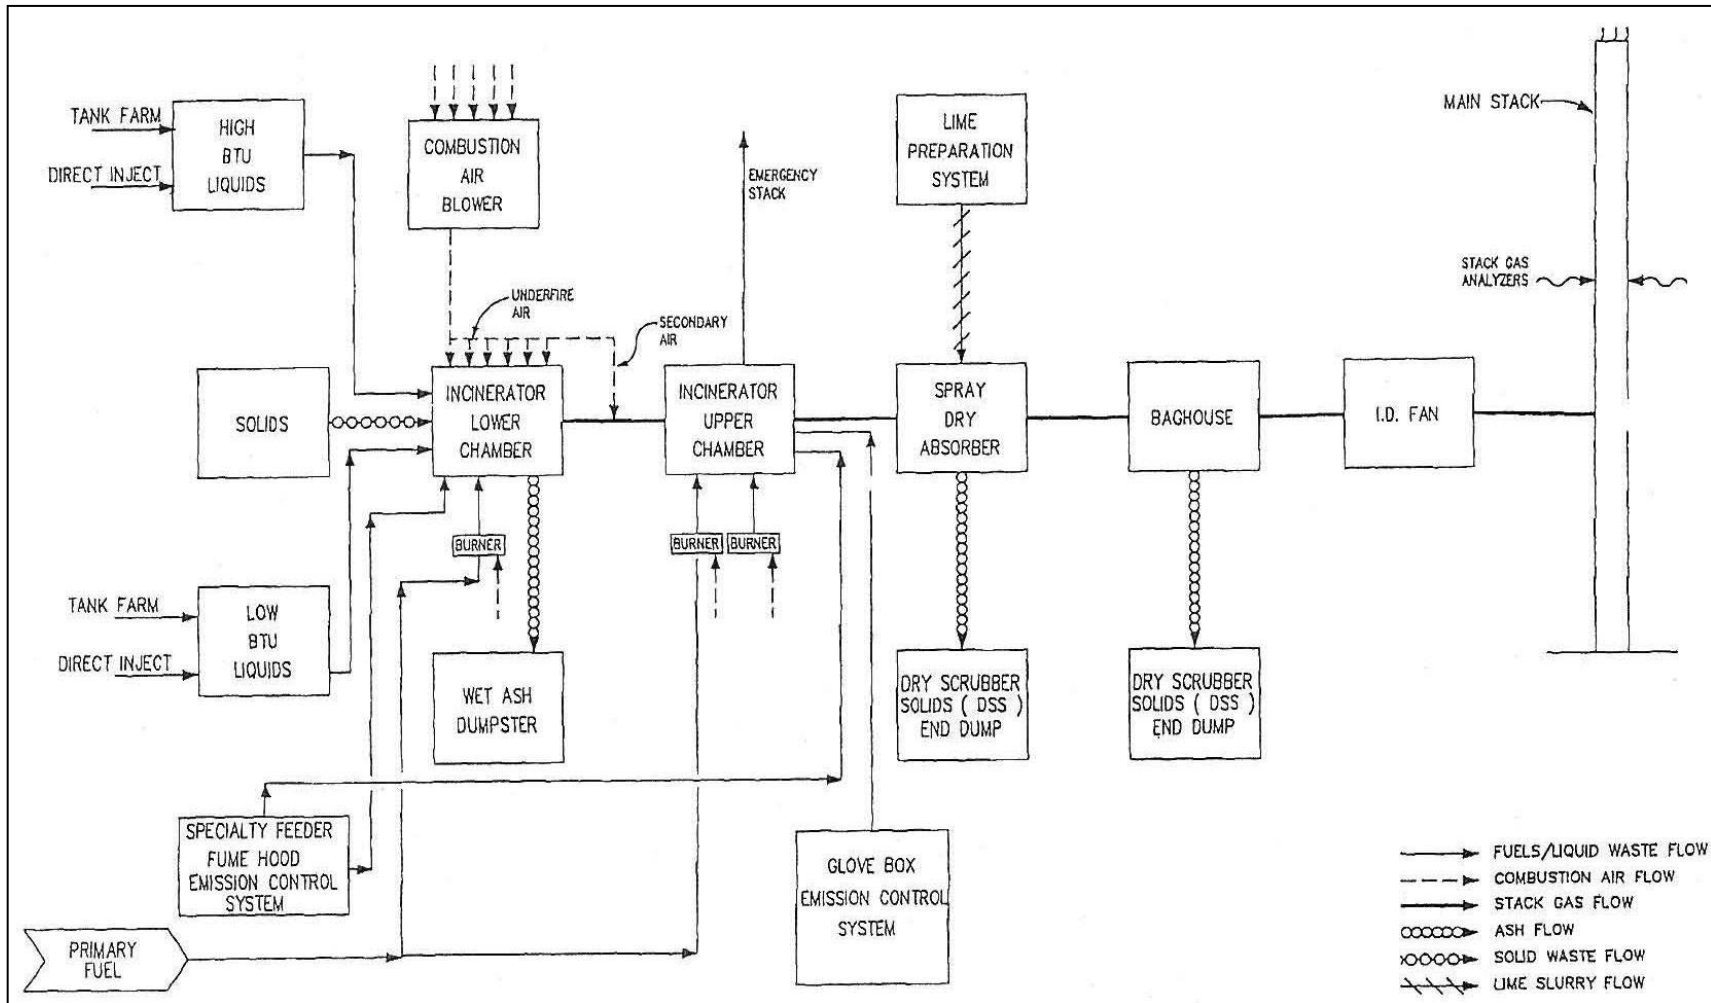 TANK FARM
DIRECT INJECT
HIGH
BTU
LIQUIDS
COMBUSTION
AIR
BLOWER
EMERGENCY
STACK
LIME
PREPARATION
SYSTEM
MAIN STACK
STACK GAS
ANALYZERS
UNDERFIRE
AIR
SECONDARY
AIR
SOLIDS
INCINERATOR
LOWER
CHAMBER
INCINERATOR
UPPER
CHAMBER
SPRAY
DRY
ABSORBER
BAGHOUSE
I.D. FAN
BURNER
BURNER
BURNER
TANK FARM
DIRECT INJECT
LOW
BTU
LIQUIDS
WET ASH
DUMPSTER
DRY SCRUBBER
SOLIDS ( DSS )
END DUMP
DRY SCRUBBER
SOLIDS ( DSS )
END DUMP
SPECIALTY FEEDER
FUME HOOD
EMISSION CONTROL
SYSTEM
GLOVE BOX
EMISSION CONTROL
SYSTEM
PRIMARY
FUEL
FUELS/LIQUID WASTE FLOW
COMBUSTION AIR FLOW
STACK GAS FLOW
ASH FLOW
SOLID WASTE FLOW
LIME SLURRY FLOW